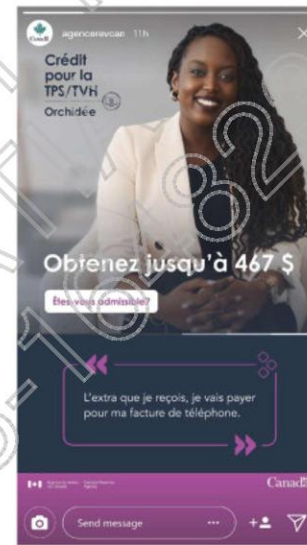 agencerevcan 11h
Crédit
pour la
TPS/TVH
Orchidée
Obtenez jusqu'à 467 $
Êtes-vous admissible?
L'extra que je reçois, je vais payer
pour ma facture de téléphone.
Canada
Send message